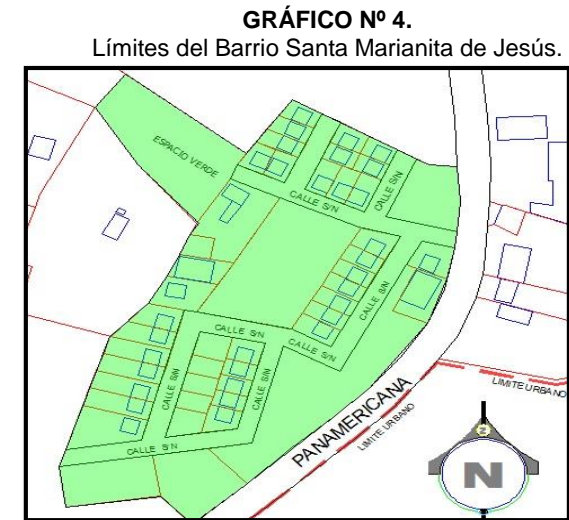 GRÁFICO Nº 4.
Límites del Barrio Santa Marianita de Jesús.
ESPACIO VERDE
CALLE S/N
CALLE S/N
CALLE S/N
CALLE S/N
CALLE S/N
CALLE S/N
CALLE S/N
CALLE S/N
PANAMERICANA
LIMITE URBANO
LIMITE URBANO
N